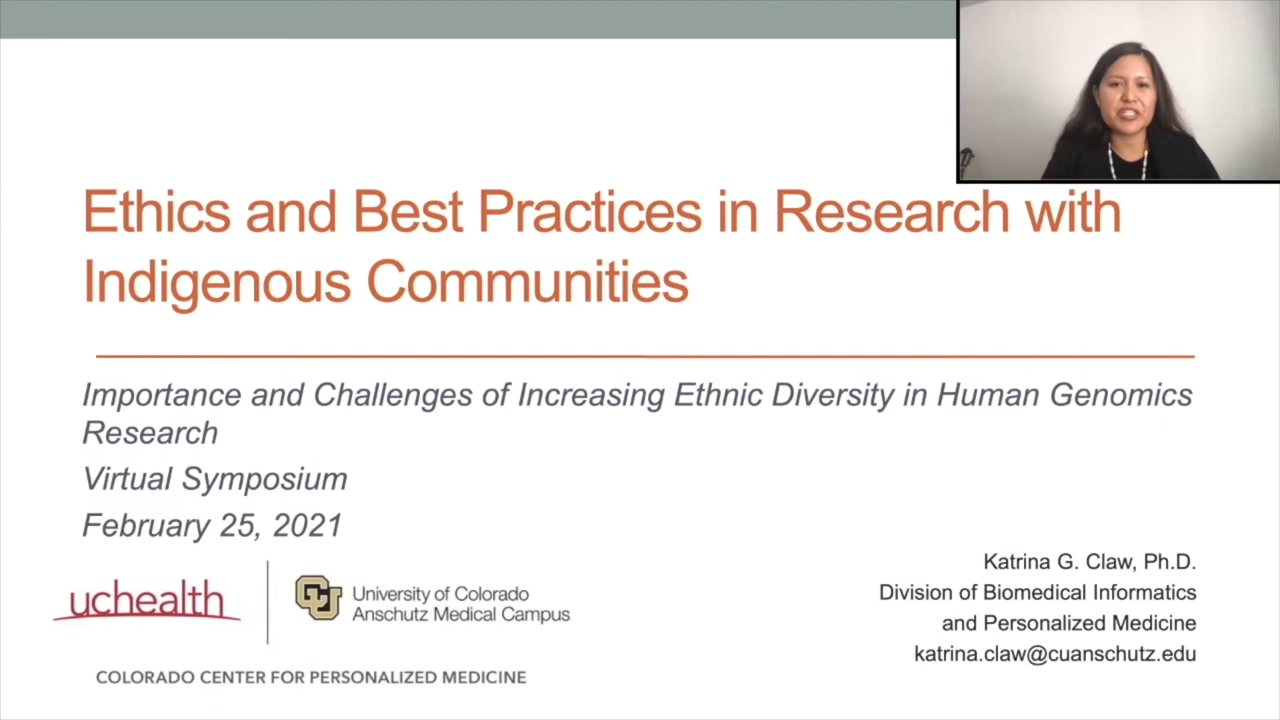 Ethics and Best Practices in Research with
Indigenous Communities
Importance and Challenges of Increasing Ethnic Diversity in Human Genomics
Research
Virtual Symposium
February 25, 2021
uchealth
CU
University of Colorado
Anschutz Medical Campus
COLORADO CENTER FOR PERSONALIZED MEDICINE
Katrina G. Claw, Ph.D.
Division of Biomedical Informatics
and Personalized Medicine
katrina.claw@cuanschutz.edu